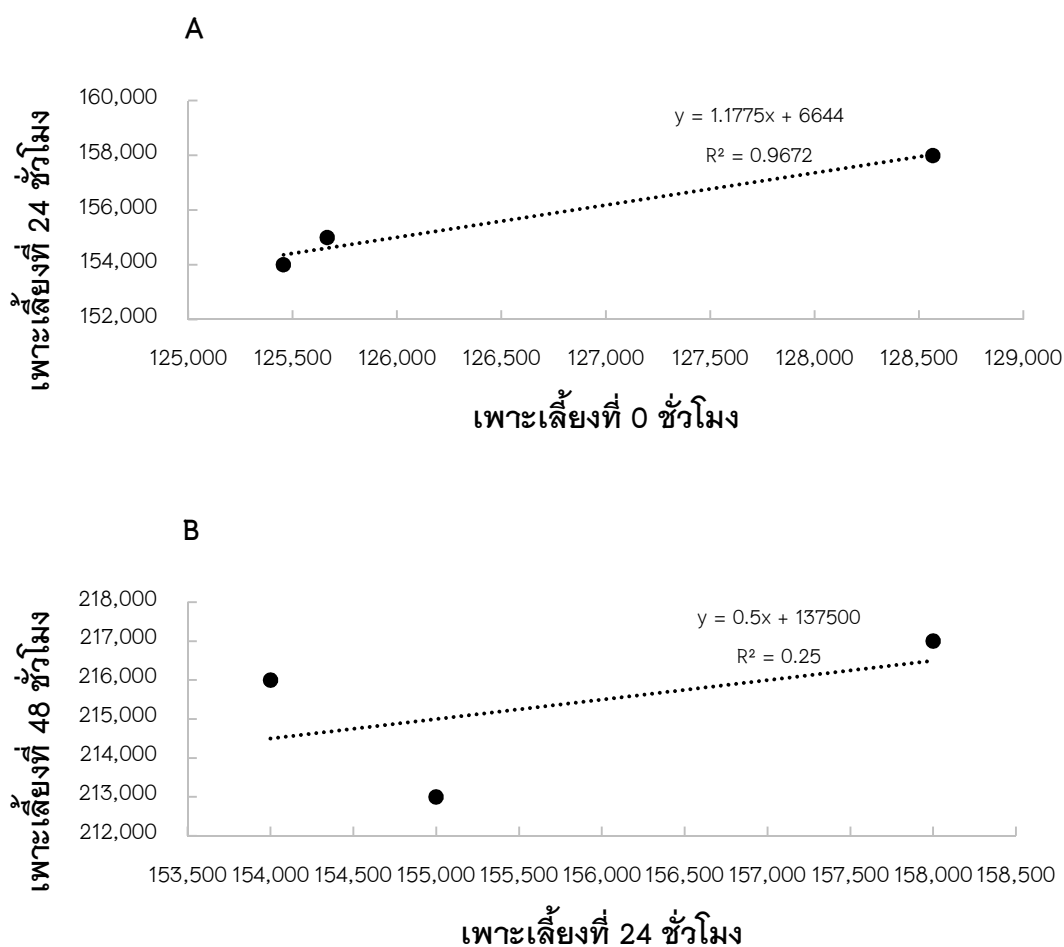 A
160,000
158,000
156,000
154,000
152,000
y = 1.1775x + 6644
R² = 0.9672
125,000 125,500 126,000 126,500 127,000 127,500 128,000 128,500 129,000
เพาะเลี้ยงที่ 24 ชั่วโมง
เพาะเลี้ยงที่ 0 ชั่วโมง
B
218,000
217,000
216,000
215,000
214,000
213,000
212,000
y = 0.5x + 137500
R² = 0.25
153,500 154,000 154,500 155,000 155,500 156,000 156,500 157,000 157,500 158,000 158,500
เพาะเลี้ยงที่ 48 ชั่วโมง
เพาะเลี้ยงที่ 24 ชั่วโมง